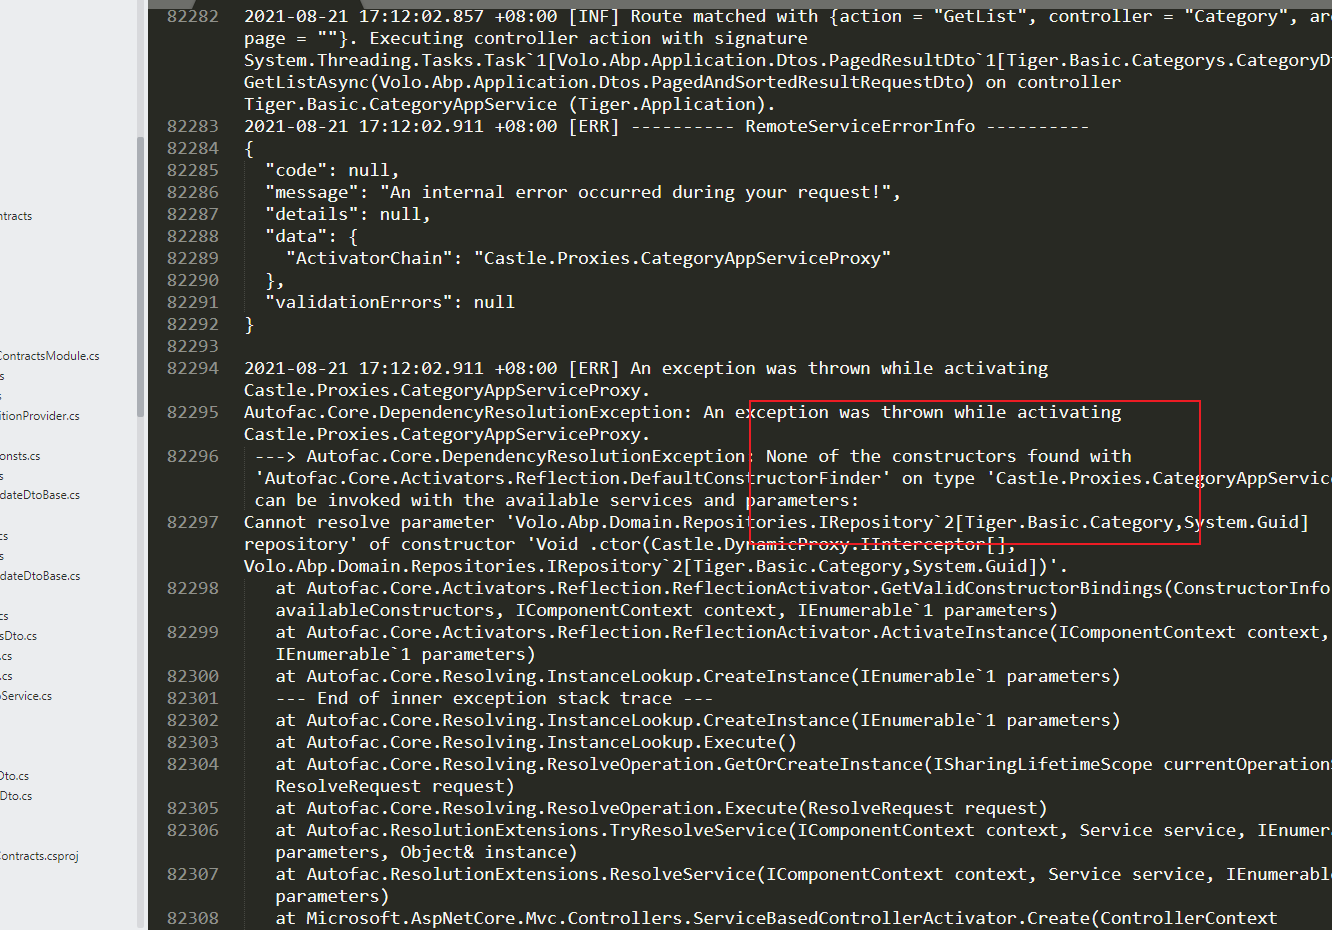 ntracts
ContractsModule.cs
s
s
itionProvider.cs
onsts.cs
s
dateDtoBase.cs
cs
s
dateDtoBase.cs
cs
sDto.cs
.cs
.cs
pService.cs
Dto.cs
Dto.cs
Contracts.csproj
82282 2021-08-21 17:12:02.857 +08:00 [INF] Route matched with {action = "GetList", controller = "Category", are
page = ""}. Executing controller action with signature
System.Threading.Tasks.Task`1[Volo.Abp.Application.Dtos.PagedResultDto`1[Tiger.Basic.Categorys.CategoryDt
GetListAsync(Volo.Abp.Application.Dtos.PagedAndSortedResultRequestDto) on controller
Tiger.Basic.CategoryAppService (Tiger.Application).
82283 2021-08-21 17:12:02.911 +08:00 [ERR] ---------- RemoteServiceErrorInfo ----------
82284 {
82285 "code": null,
82286 "message": "An internal error occurred during your request!",
82287 "details": null,
82288 "data": {
82289 "ActivatorChain": "Castle.Proxies.CategoryAppServiceProxy"
82290 },
82291 "validationErrors": null
82292 }
82293
82294 2021-08-21 17:12:02.911 +08:00 [ERR] An exception was thrown while activating
Castle.Proxies.CategoryAppServiceProxy.
82295 Autofac.Core.DependencyResolutionException: An exception was thrown while activating
Castle.Proxies.CategoryAppServiceProxy.
82296 ---> Autofac.Core.DependencyResolutionException: None of the constructors found with
'Autofac.Core.Activators.Reflection.DefaultConstructorFinder' on type 'Castle.Proxies.CategoryAppService
can be invoked with the available services and parameters:
82297 Cannot resolve parameter 'Volo.Abp.Domain.Repositories.IRepository`2[Tiger.Basic.Category,System.Guid]
repository' of constructor 'Void .ctor(Castle.DynamicProxy.IInterceptor[],
Volo.Abp.Domain.Repositories.IRepository`2[Tiger.Basic.Category,System.Guid])'.
82298 at Autofac.Core.Activators.Reflection.ReflectionActivator.GetValidConstructorBindings(ConstructorInfo
availableConstructors, IComponentContext context, IEnumerable`1 parameters)
82299 at Autofac.Core.Activators.Reflection.ReflectionActivator.ActivateInstance(IComponentContext context,
IEnumerable`1 parameters)
82300 at Autofac.Core.Resolving.InstanceLookup.CreateInstance(IEnumerable`1 parameters)
82301 --- End of inner exception stack trace ---
82302 at Autofac.Core.Resolving.InstanceLookup.CreateInstance(IEnumerable`1 parameters)
82303 at Autofac.Core.Resolving.InstanceLookup.Execute()
82304 at Autofac.Core.Resolving.ResolveOperation.GetOrCreateInstance(ISharingLifetimeScope currentOperationS
ResolveRequest request)
82305 at Autofac.Core.Resolving.ResolveOperation.Execute(ResolveRequest request)
82306 at Autofac.ResolutionExtensions.TryResolveService(IComponentContext context, Service service, IEnumera
parameters, Object& instance)
82307 at Autofac.ResolutionExtensions.ResolveService(IComponentContext context, Service service, IEnumerabl
parameters)
82308 at Microsoft.AspNetCore.Mvc.Controllers.ServiceBasedControllerActivator.Create(ControllerContext